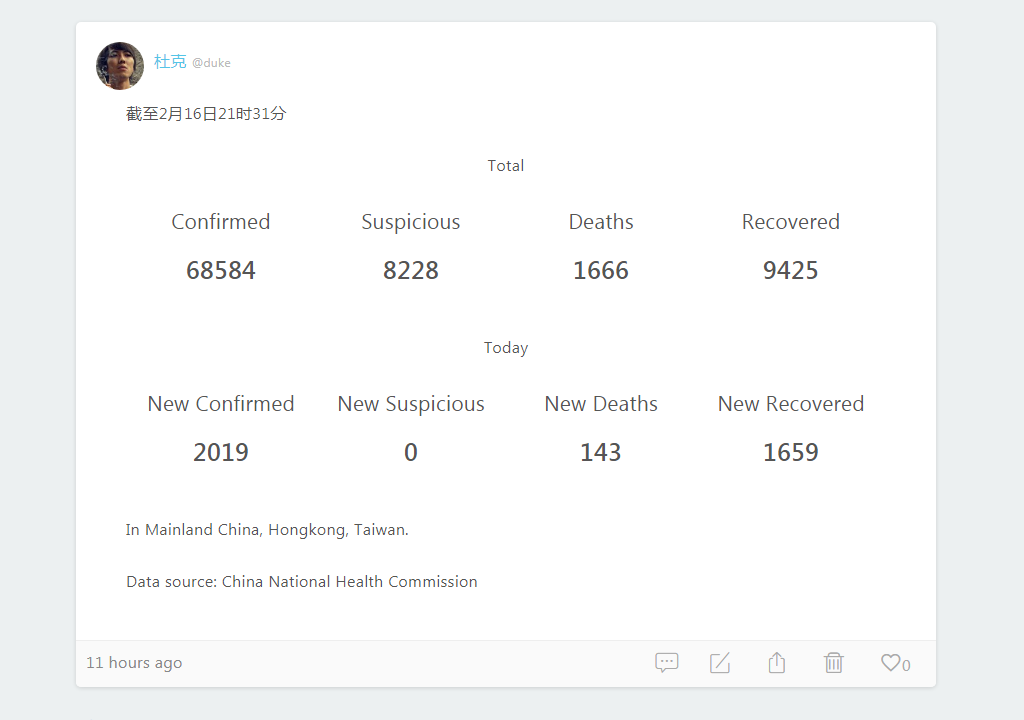 杜克 @duke
截至2月16日21时31分
Total
Confirmed Suspicious Deaths Recovered
68584 8228 1666 9425
Today
New Confirmed New Suspicious New Deaths New Recovered
2019 0 143 1659
In Mainland China, Hongkong, Taiwan.
Data source: China National Health Commission
11 hours ago 0